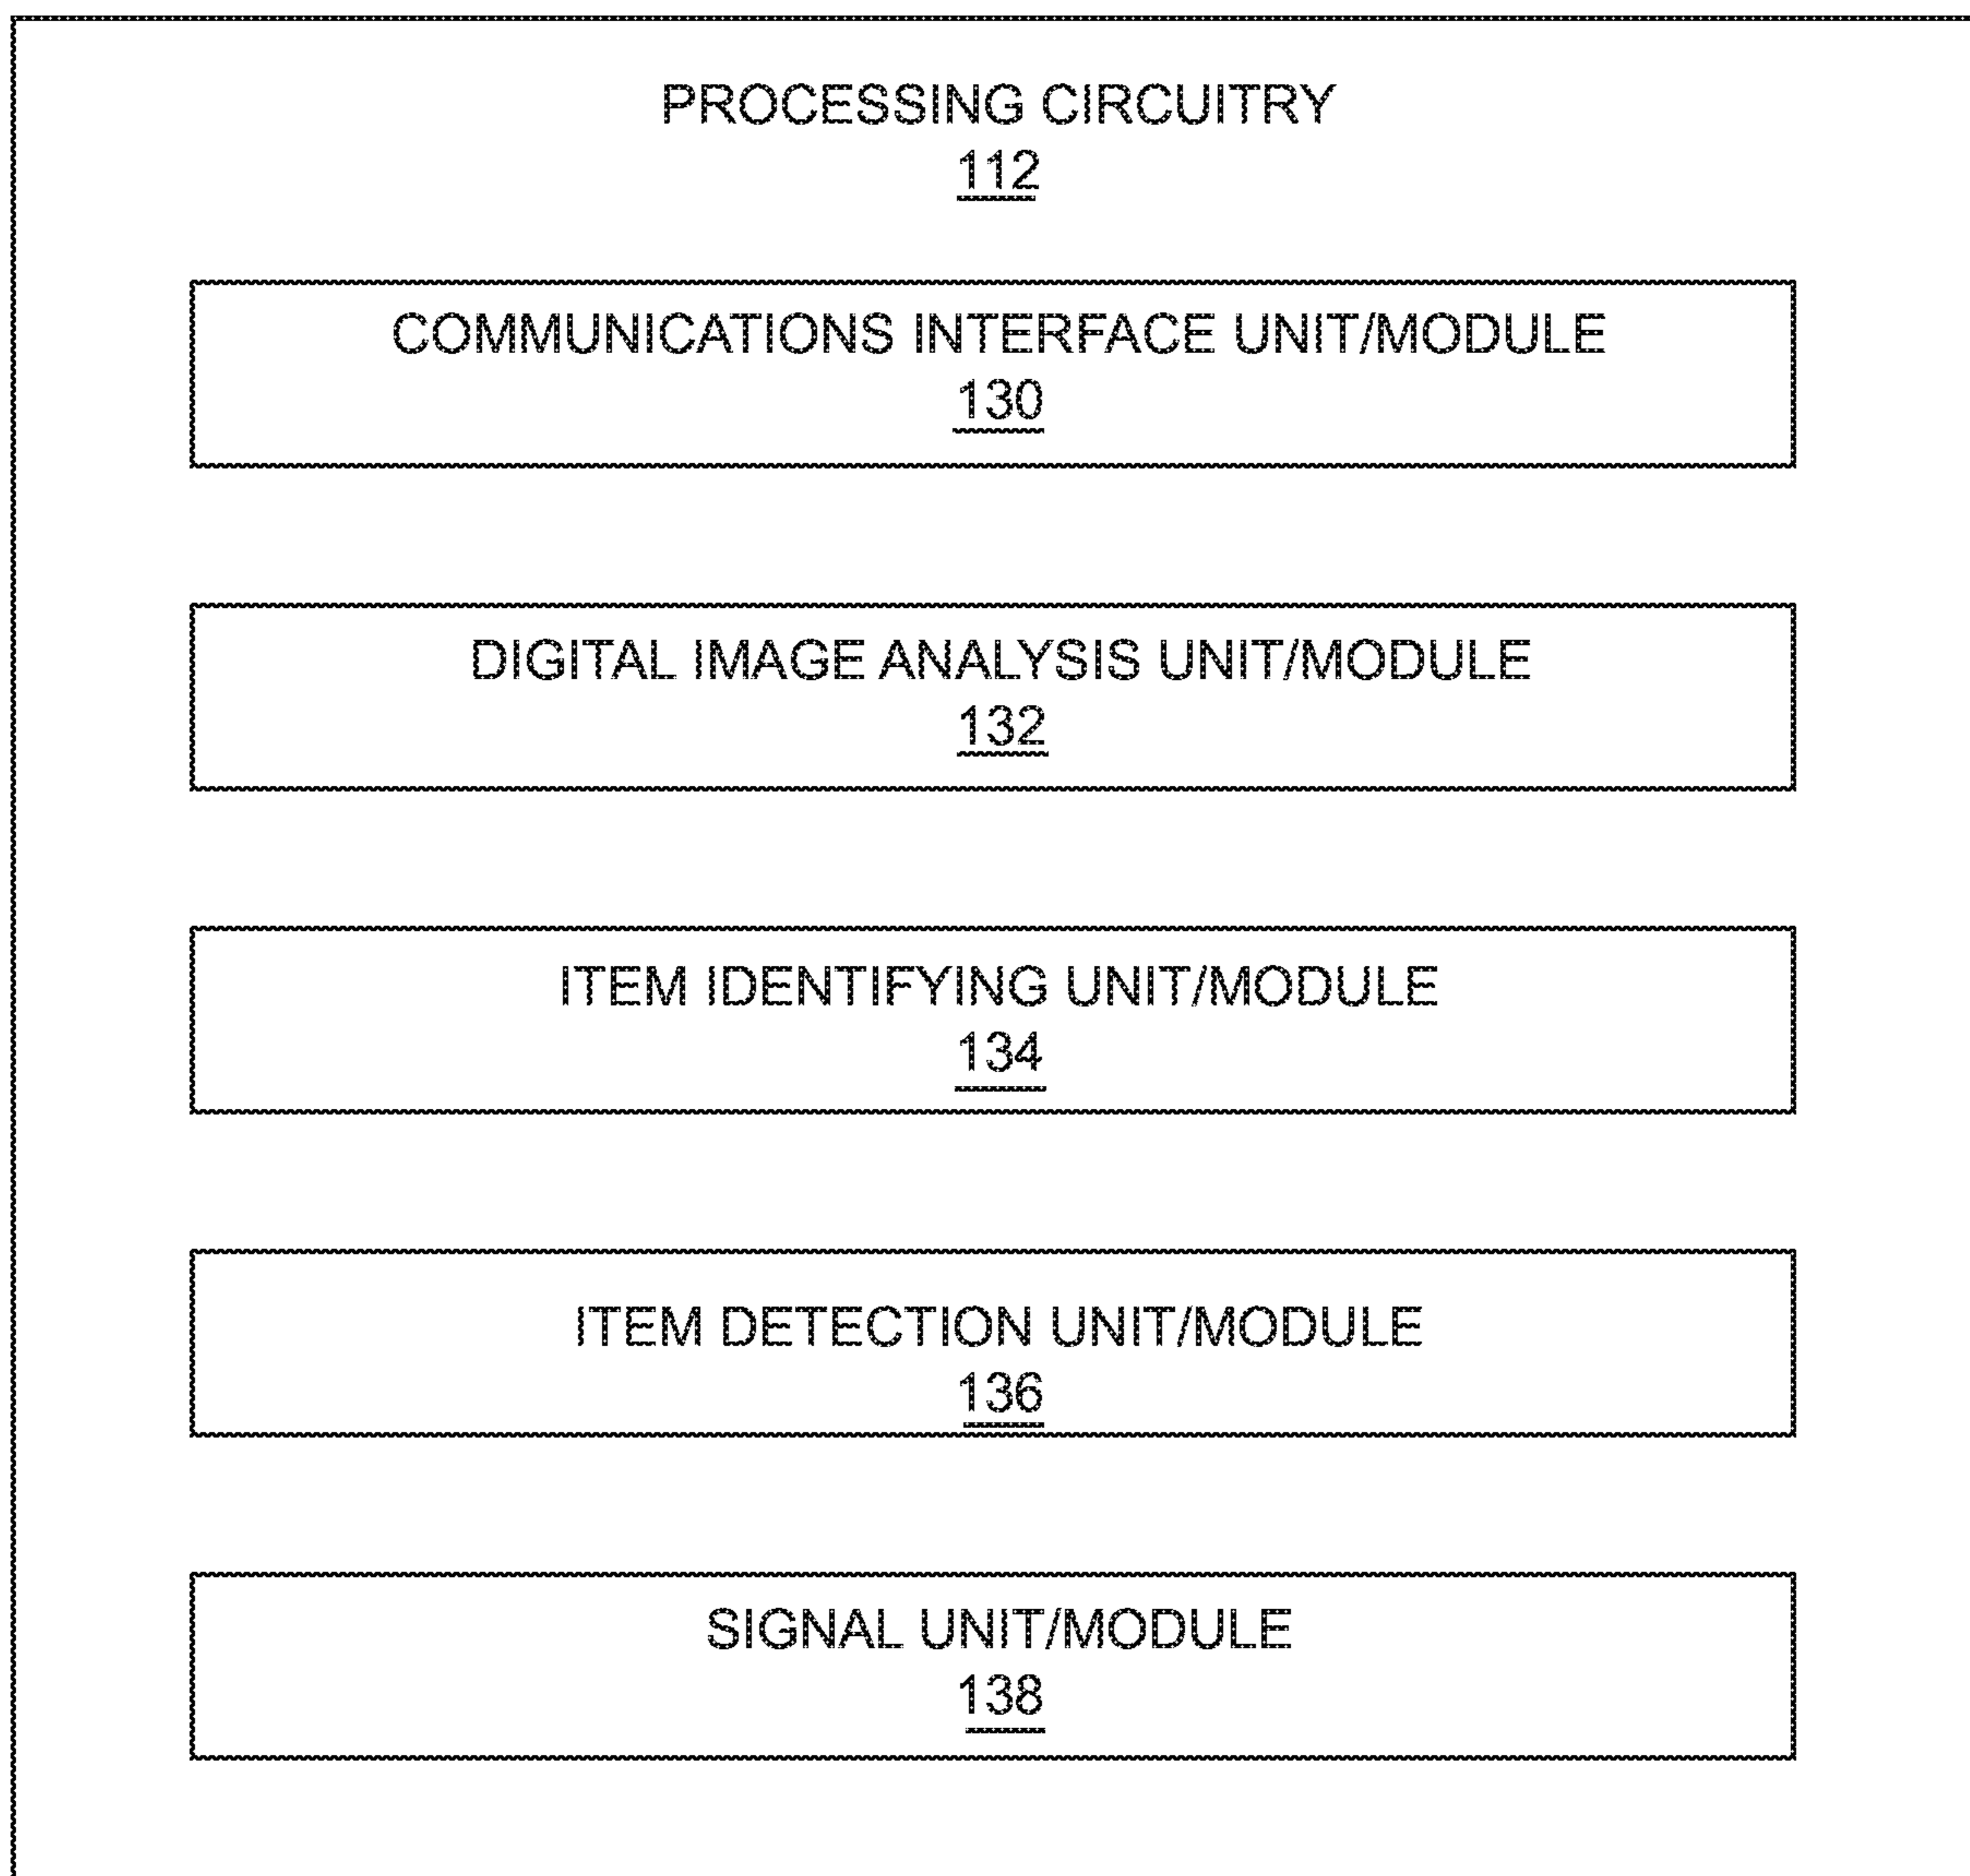 PROCESSING CIRCUITRY
112
COMMUNICATIONS INTERFACE UNIT/MODULE
130
DIGITAL IMAGE ANALYSIS UNIT/MODULE
132
ITEM IDENTIFYING UNIT/MODULE
134
ITEM DETECTION UNIT/MODULE
136
SIGNAL UNIT/MODULE
138